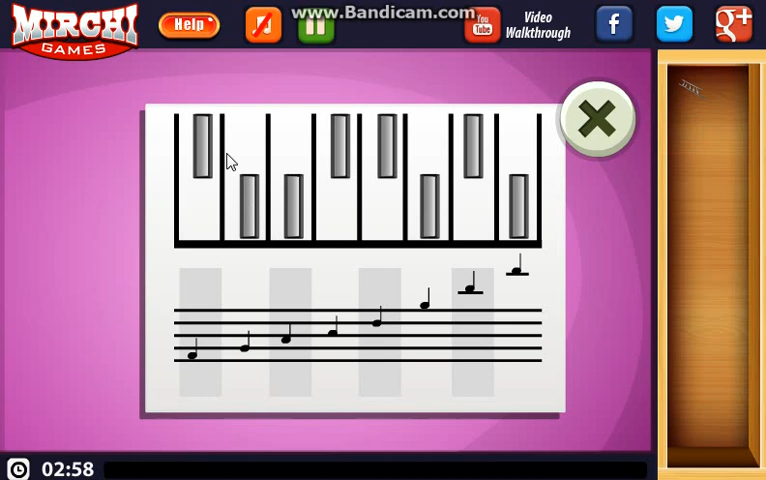 www.Bandicam.com
MIRCHI
GAMES
Help
You
Tube
Video
Walkthrough
f
g+
02:58